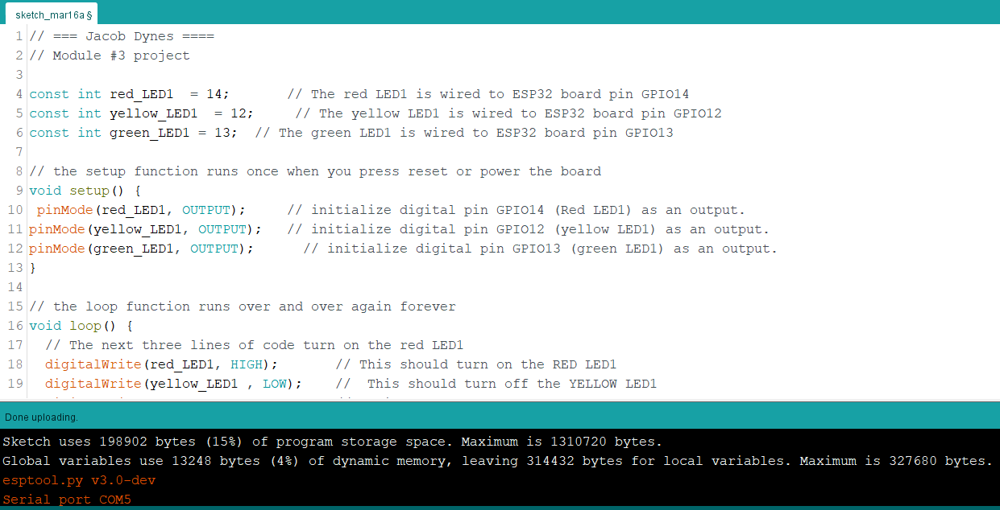 sketch_mar16a §
1 // === Jacob Dynes ====
2 // Module #3 project
3
4 const int red_LED1  = 14;       // The red LED1 is wired to ESP32 board pin GPIO14
5 const int yellow_LED1  = 12;     // The yellow LED1 is wired to ESP32 board pin GPIO12
6 const int green_LED1 = 13;  // The green LED1 is wired to ESP32 board pin GPIO13
7
8 // the setup function runs once when you press reset or power the board
9 void setup() {
10  pinMode(red_LED1, OUTPUT);     // initialize digital pin GPIO14 (Red LED1) as an output.
11 pinMode(yellow_LED1, OUTPUT);   // initialize digital pin GPIO12 (yellow LED1) as an output.
12 pinMode(green_LED1, OUTPUT);      // initialize digital pin GPIO13 (green LED1) as an output.
13 }
14
15 // the loop function runs over and over again forever
16 void loop() {
17   // The next three lines of code turn on the red LED1
18   digitalWrite(red_LED1, HIGH);       // This should turn on the RED LED1
19   digitalWrite(yellow_LED1 , LOW);    //  This should turn off the YELLOW LED1
Done uploading.
Sketch uses 198902 bytes (15%) of program storage space. Maximum is 1310720 bytes.
Global variables use 13248 bytes (4%) of dynamic memory, leaving 314432 bytes for local variables. Maximum is 327680 bytes.
esptool.py v3.0-dev
Serial port COM5